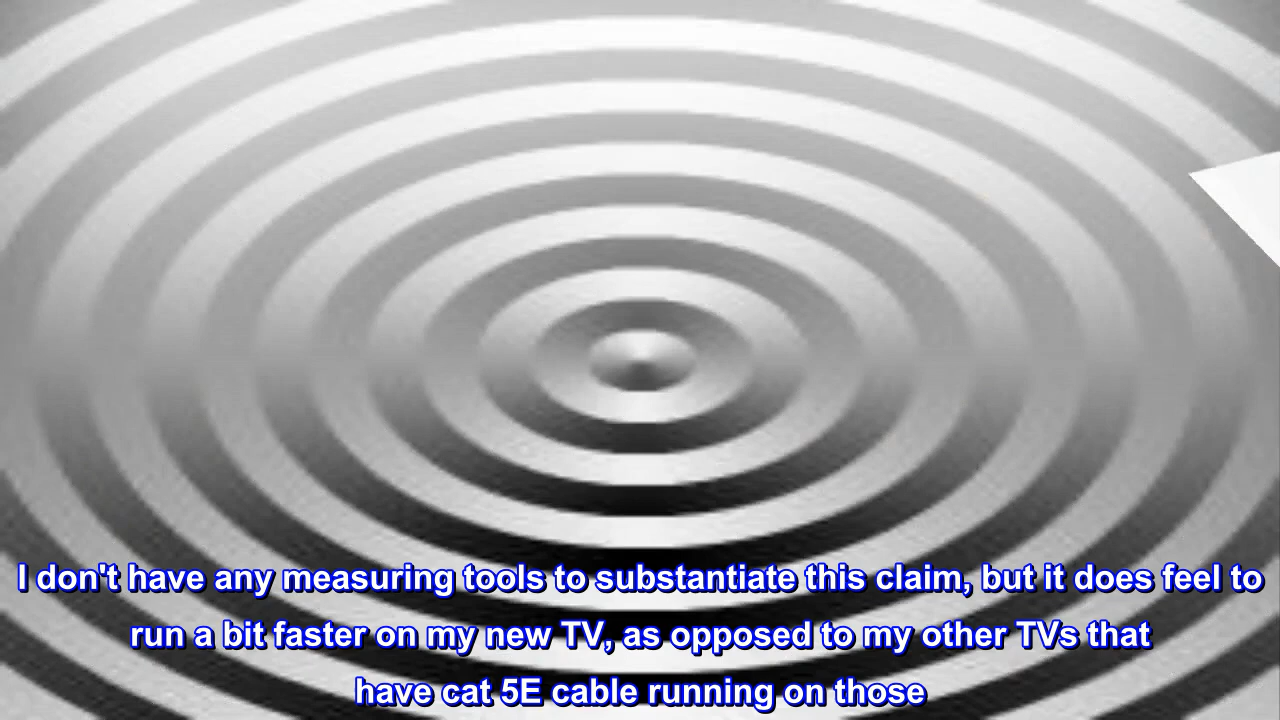 I don't have any measuring tools to substantiate this claim, but it does feel to
run a bit faster on my new TV, as opposed to my other TVs that
have cat 5E cable running on those